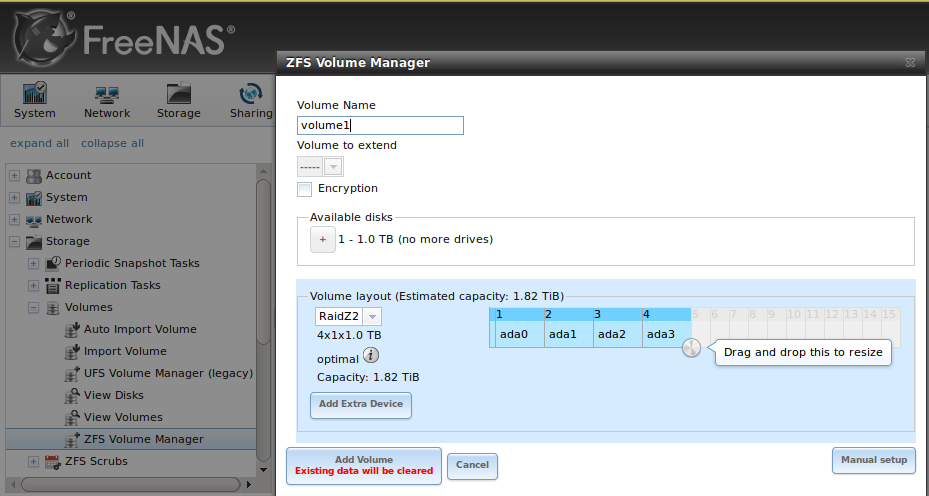 FreeNAS®
ZFS Volume Manager
System
Network
Storage
Sharing
expand all collapse all
Account
System
Network
Storage
Periodic Snapshot Tasks
Replication Tasks
Volumes
Auto Import Volume
Import Volume
UFS Volume Manager (legacy)
View Disks
View Volumes
ZFS Volume Manager
ZFS Scrubs
Volume Name
volume1
Volume to extend
-----
Encryption
Available disks
+ 1 - 1.0 TB (no more drives)
Volume layout (Estimated capacity: 1.82 TiB)
RaidZ2
4x1x1.0 TB
optimal
Capacity: 1.82 TiB
1 2 3 4 5 6 7 8 9 10 11 12 13 14 15
ada0 ada1 ada2 ada3
Drag and drop this to resize
Add Extra Device
Add Volume
Existing data will be cleared
Cancel
Manual setup